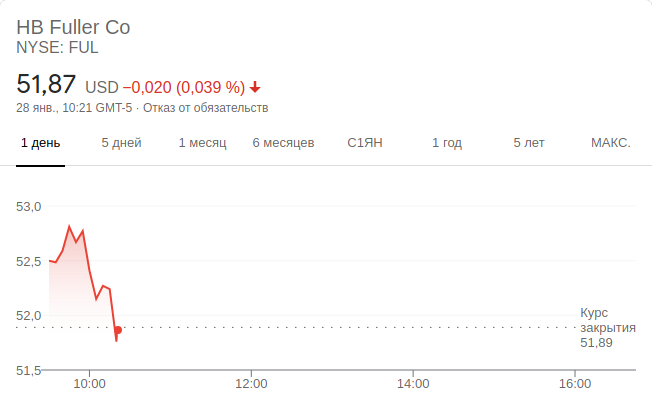 HB Fuller Co
NYSE: FUL
51,87 USD −0,020 (0,039 %)
28 янв., 10:21 GMT-5 · Отказ от обязательств
1 день 5 дней 1 месяц 6 месяцев С1ЯН 1 год 5 лет МАКС.
53,0
52,5
52,0
51,5
Курс
закрытия
51,89
10:00 12:00 14:00 16:00